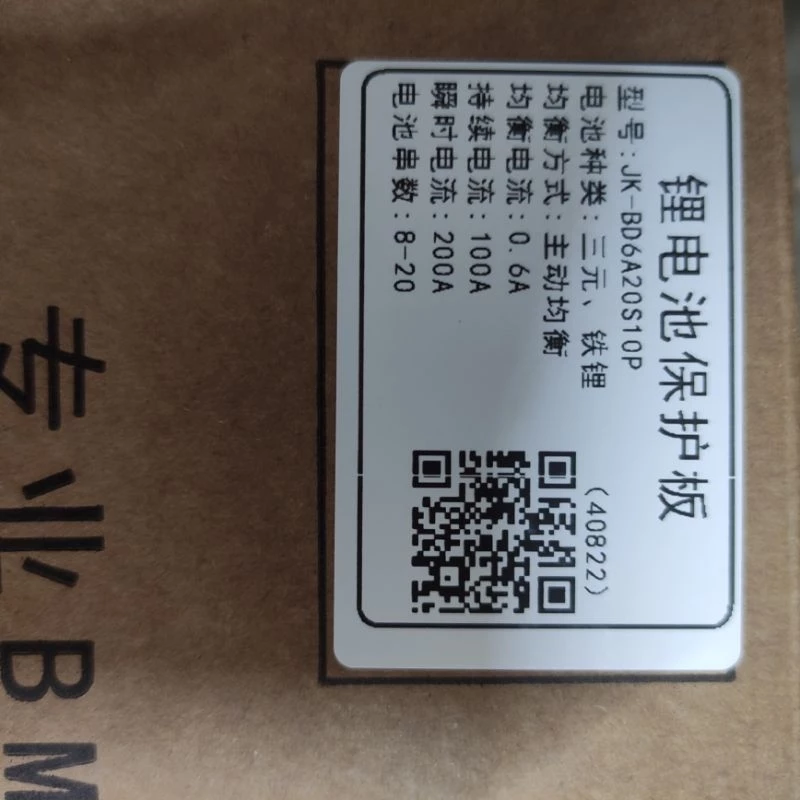 锂电池保护板
型号:JK-BD6A20S10P
(40822)
电池种类:三元、铁锂
均衡方式:主动均衡
均衡电流:0.6A
持续电流:100A
瞬时电流:200A
电池串数:8-20
专业BM